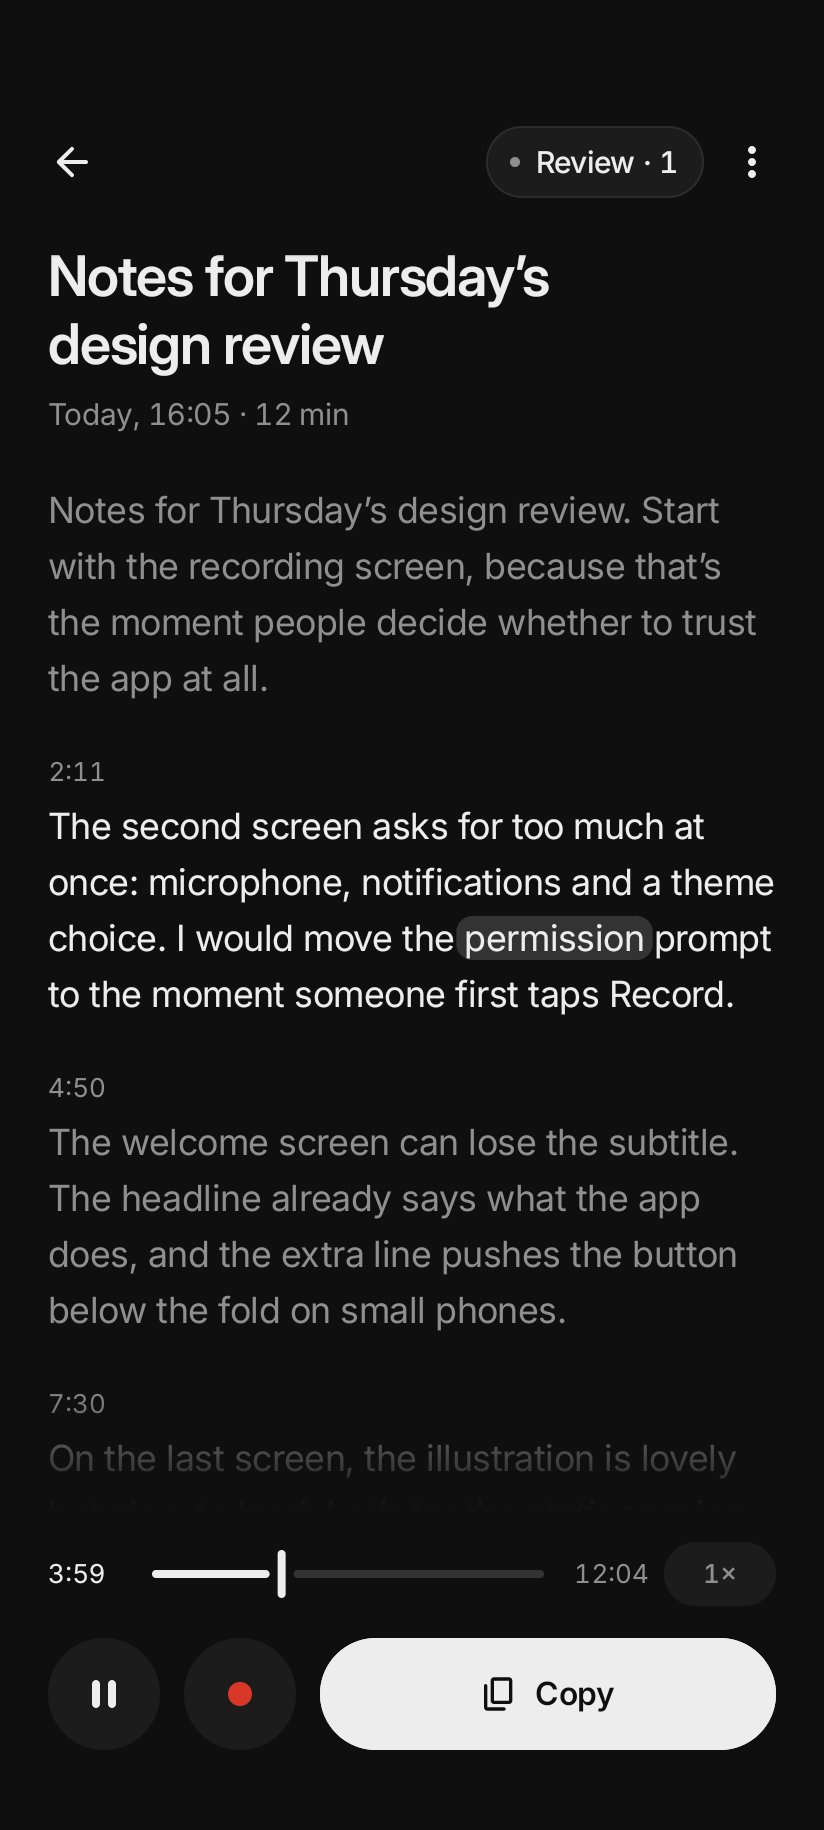 Review · 1
Notes for Thursday’s
design review
Today, 16:05 · 12 min
Notes for Thursday’s design review. Start
with the recording screen, because that’s
the moment people decide whether to trust
the app at all.
2:11
The second screen asks for too much at
once: microphone, notifications and a theme
choice. I would move the permission prompt
to the moment someone first taps Record.
4:50
The welcome screen can lose the subtitle.
The headline already says what the app
does, and the extra line pushes the button
below the fold on small phones.
7:30
On the last screen, the illustration is lovely
3:59
12:04
1×
Copy